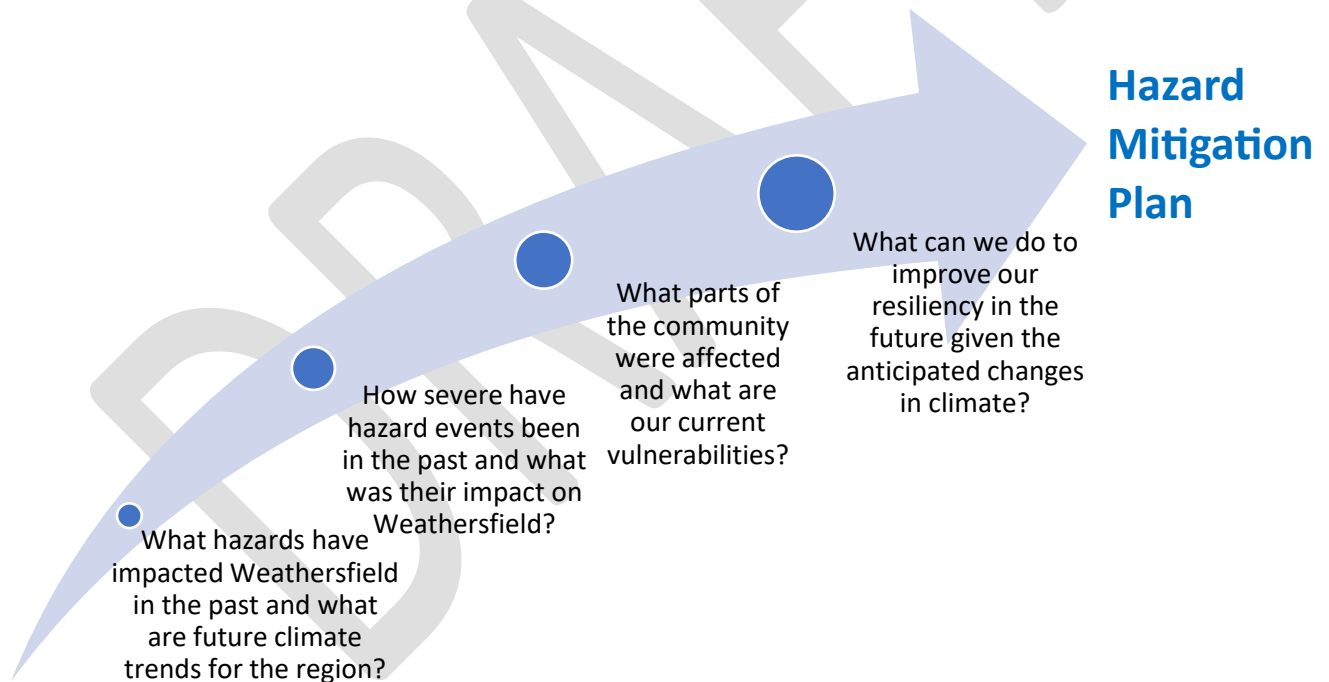 DRAFT
Hazard
Mitigation
Plan
What hazards have
impacted Weathersfield
in the past and what
are future climate
trends for the region?
How severe have
hazard events been
in the past and what
was their impact on
Weathersfield?
What parts of
the community
were affected
and what are
our current
vulnerabilities?
What can we do to
improve our
resiliency in the
future given the
anticipated changes
in climate?